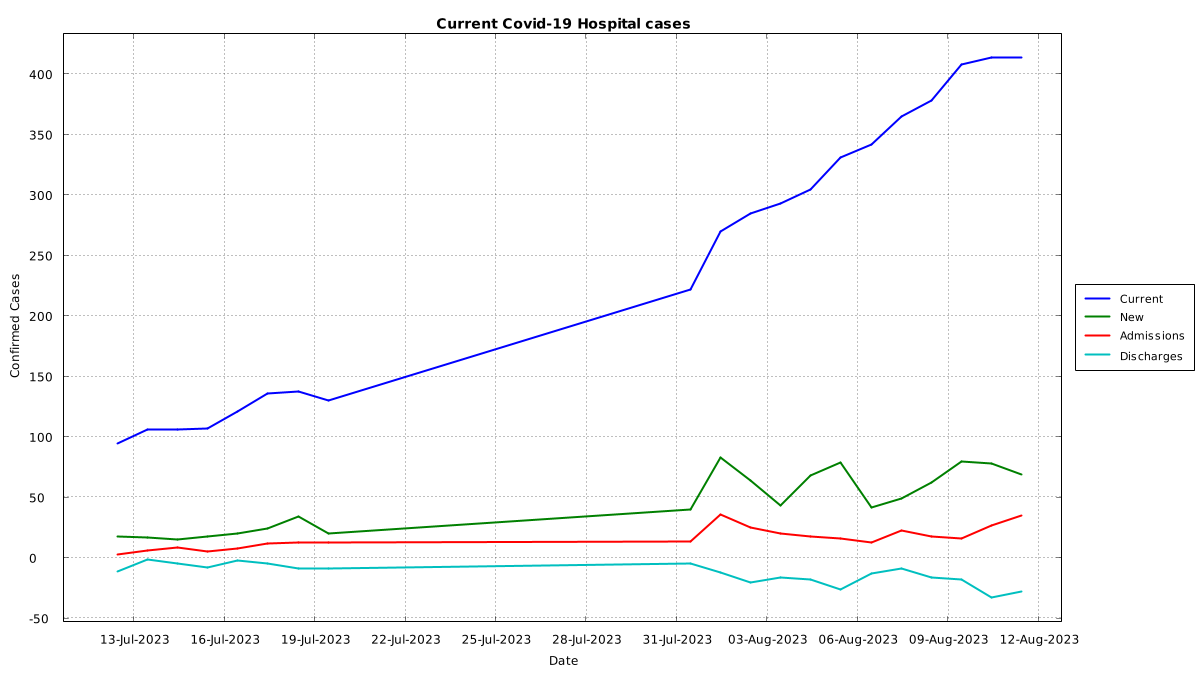 Current Covid-19 Hospital cases
400
350
300
250
200
150
100
50
0
-50
Confirmed Cases
13-Jul-2023 16-Jul-2023 19-Jul-2023 22-Jul-2023 25-Jul-2023 28-Jul-2023 31-Jul-2023 03-Aug-2023 06-Aug-2023 09-Aug-2023 12-Aug-2023
Date
Current
New
Admissions
Discharges